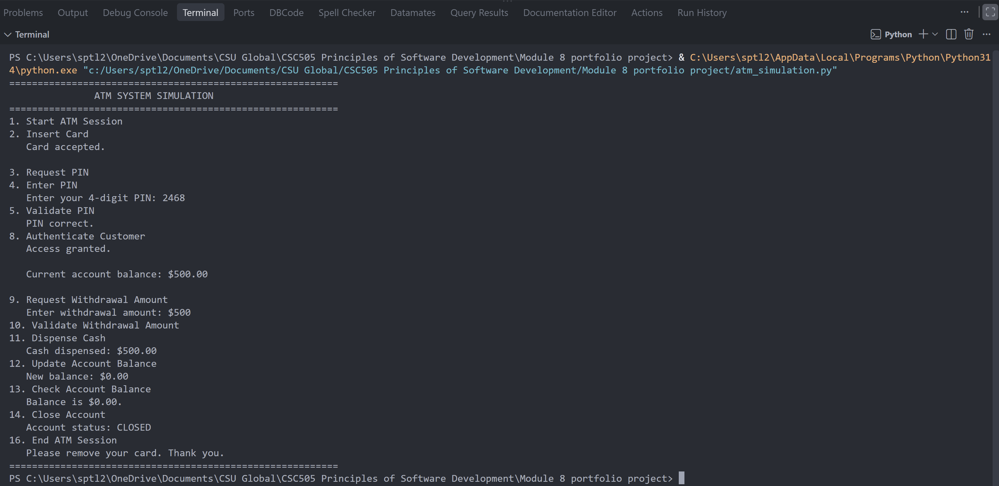 Problems Output Debug Console Terminal Ports DBCode Spell Checker Datamates Query Results Documentation Editor Actions Run History
Terminal
Python
PS C:\Users\sptl2\OneDrive\Documents\CSU Global\CSC505 Principles of Software Development\Module 8 portfolio project> & C:\Users\sptl2\AppData\Local\Programs\Python\Python31
4\python.exe "c:/Users/sptl2/OneDrive/Documents/CSU Global/CSC505 Principles of Software Development/Module 8 portfolio project/atm_simulation.py"
==========================================================
ATM SYSTEM SIMULATION
==========================================================
1. Start ATM Session
2. Insert Card
Card accepted.
3. Request PIN
4. Enter PIN
Enter your 4-digit PIN: 2468
5. Validate PIN
PIN correct.
8. Authenticate Customer
Access granted.
Current account balance: $500.00
9. Request Withdrawal Amount
Enter withdrawal amount: $500
10. Validate Withdrawal Amount
11. Dispense Cash
Cash dispensed: $500.00
12. Update Account Balance
New balance: $0.00
13. Check Account Balance
Balance is $0.00.
14. Close Account
Account status: CLOSED
16. End ATM Session
Please remove your card. Thank you.
==========================================================
PS C:\Users\sptl2\OneDrive\Documents\CSU Global\CSC505 Principles of Software Development\Module 8 portfolio project>